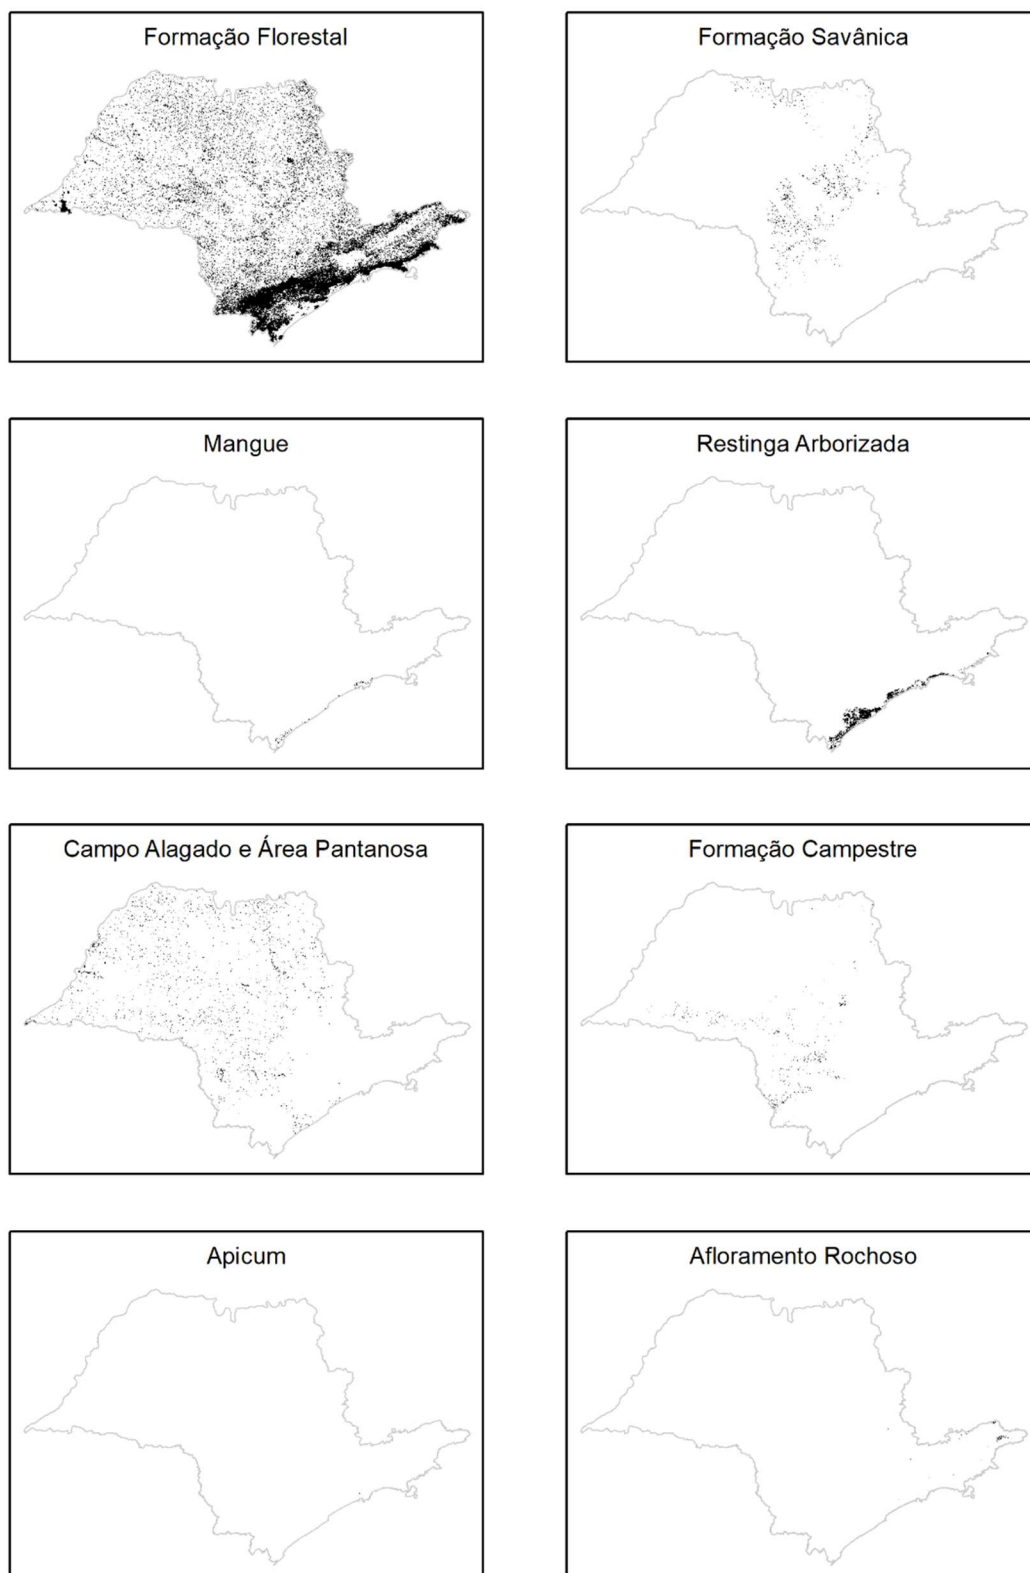 Formação Florestal
Formação Savânica
Mangue
Restinga Arborizada
Campo Alagado e Área Pantanosa
Formação Campestre
Apicum
Afloramento Rochoso